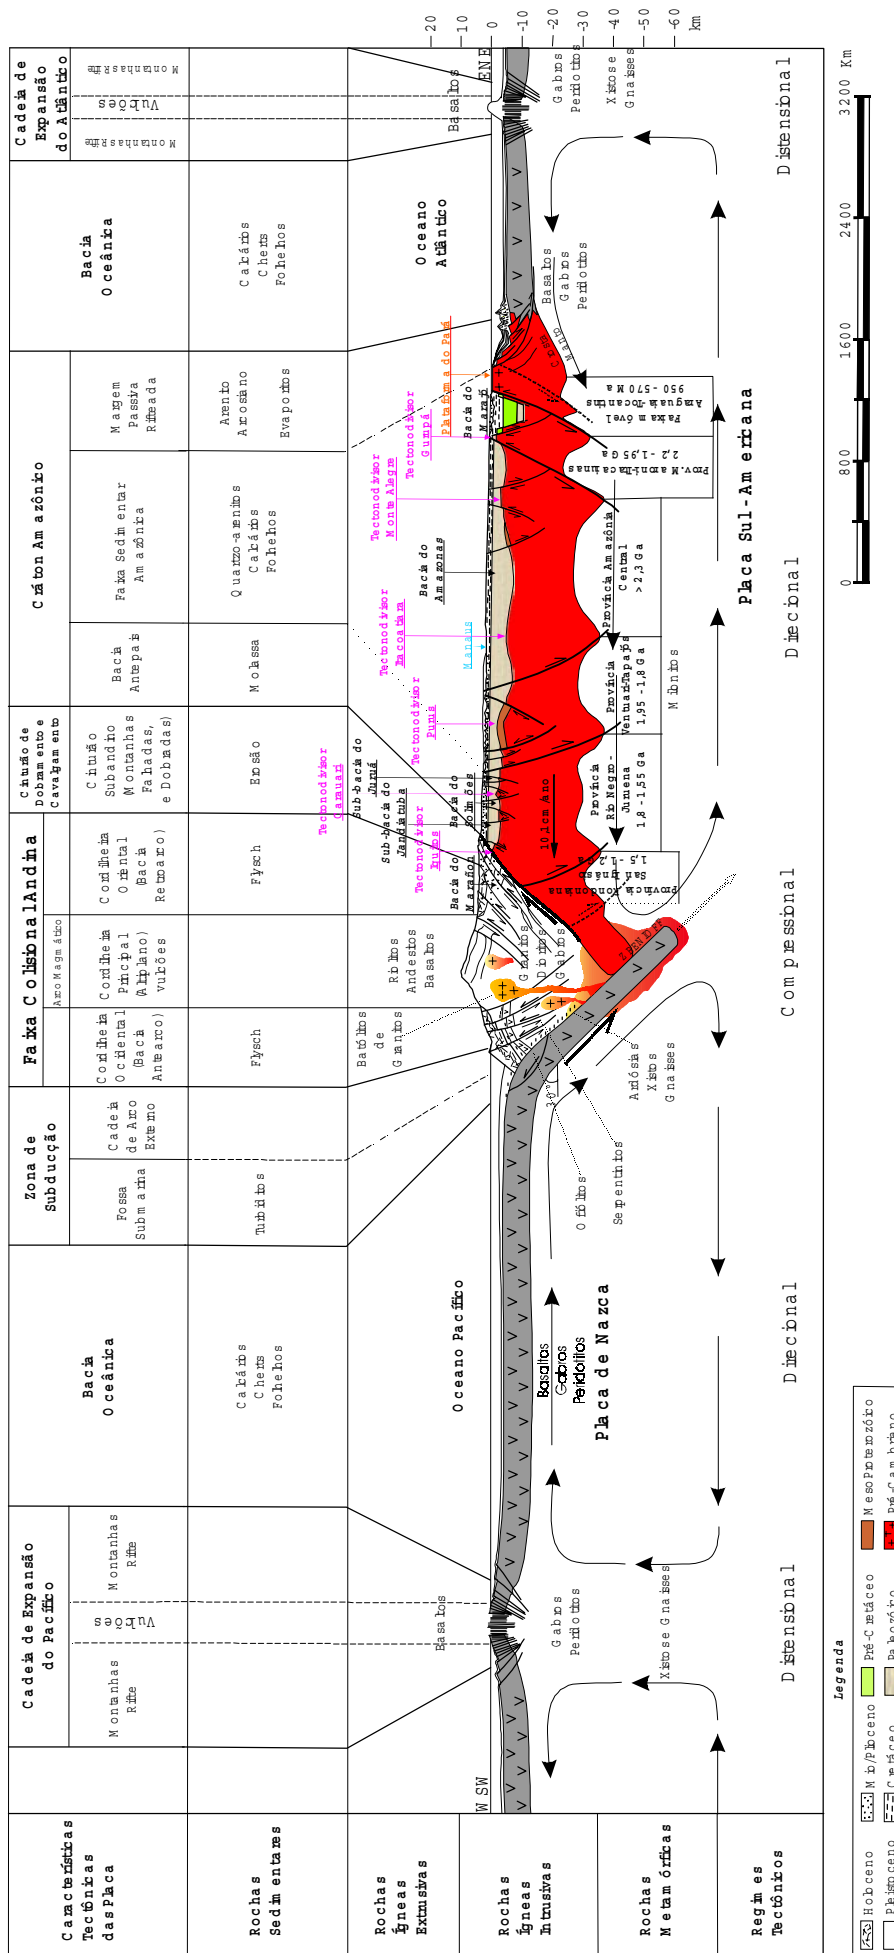 Características
Tectônicas
das Placa
Cadeia de Expansão
do Pacífico
Montanhas
Rifte
Vulcões
Montanhas
Rifte
Bacia
Oceânica
Zona de
Subducção
Fossa
Submarina
Cadeia
de Arco
Externo
Faixa Colisional Andina
Arco Magmático
Cordilheira
Ocidental
(Bacia
Antearco)
Cordilheira
Principal
(Altiplano)
vulcões
Cordilheira
Oriental
(Bacia
Retroarco)
Cinturão de
Dobramento e
Cavalgamento
Cinturão
Subandino
Montanhas
Falhadas,
e Dobradas)
Cráton Amazônico
Bacia
Antepaís
Faixa Sedimentar
Amazônica
Margem
Passiva
Rifteada
Bacia
Oceânica
Cadeia de
Expansão
do Atlântico
Montanhas Rifte
Vulcões
Montanhas Rifte
Rochas
Sedimentares
Calcários
Cherts
Folhelhos
Turbiditos
Flysch
Flysch
Erosão
Molassa
Quartzo-arenitos
Calcários
Folhelhos
Arenito
Arcosiano
Evaporitos
Calcários
Cherts
Folhelhos
Rochas
Ígneas
Extrusivas
Basaltos
Oceano Pacífico
Batólitos
de
Granitos
Riolitos
Andesitos
Basaltos
Tectonodivisor
Carauari
Sub-bacia do
Juruá
Sub-bacia do
Jandiatuba
Tectonodivisor
Iquitos
Bacia do
Marañon
Bacia do
Solimões
Tectonodivisor
Purus
Manaus
Tectonodivisor
Itacoatiara
Bacia do
Amazonas
Tectonodivisor
Monte Alegre
Tectonodivisor
Gurupá
Plataforma do Pará
Bacia do
Marajó
Oceano
Atlântico
Basaltos
WSW
ENE
20
10
0
-10
-20
-30
-40
-50
-60
km
Rochas
Ígneas
Intrusivas
Gabros
Peridotitos
Basaltos
Gabros
Peridotitos
Placa de Nazca
Ofiólitos
Serpentinitos
30°
Granitos
Dioritos
Gabros
10,1 cm/ano
Crosta
Manto
Basaltos
Gabros
Peridotitos
Gabros
Peridotitos
Rochas
Metamórficas
Xistos e Gnaisses
Ardósias
Xistos
Gnaisses
Província Rondoniana
San Ignácio
1,5 - 1,2 Ga
Província
Rio Negro-
Juruena
1,8 - 1,55 Ga
Província
Ventuari-Tapajós
1,95 - 1,8 Ga
Milonitos
Província Amazônia
Central
> 2,3 Ga
Prov. Maroni-Itacaiunas
2,2 - 1,95 Ga
Faixa móvel
Araguaia-Tocantins
950 - 570 Ma
Xistos e
Gnaisses
Placa Sul-Americana
Regimes
Tectônicos
Distensional
Direcional
Compressional
Direcional
Distensional
0
800
1600
2400
3200 Km
Legenda
Holoceno
Mio/Plioceno
Pré-Cretáceo
MesoProterozóico
Pleistoceno
Cretáceo
Paleozóico
Pré-Cambriano